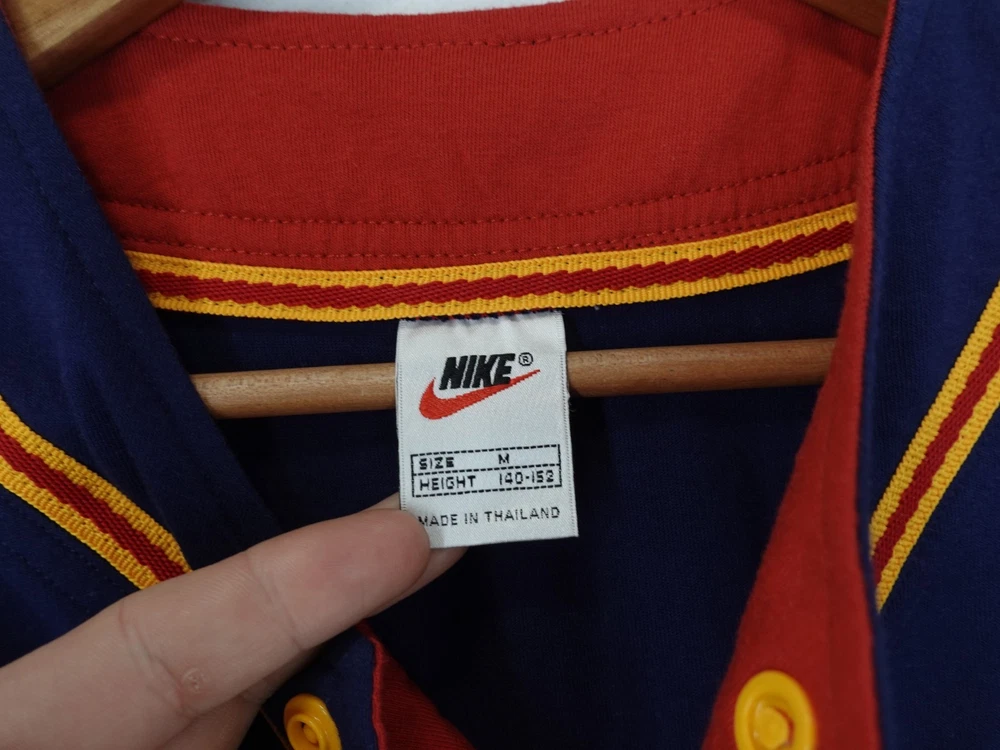 NIKE®
SIZE M
HEIGHT 140-152
MADE IN THAILAND